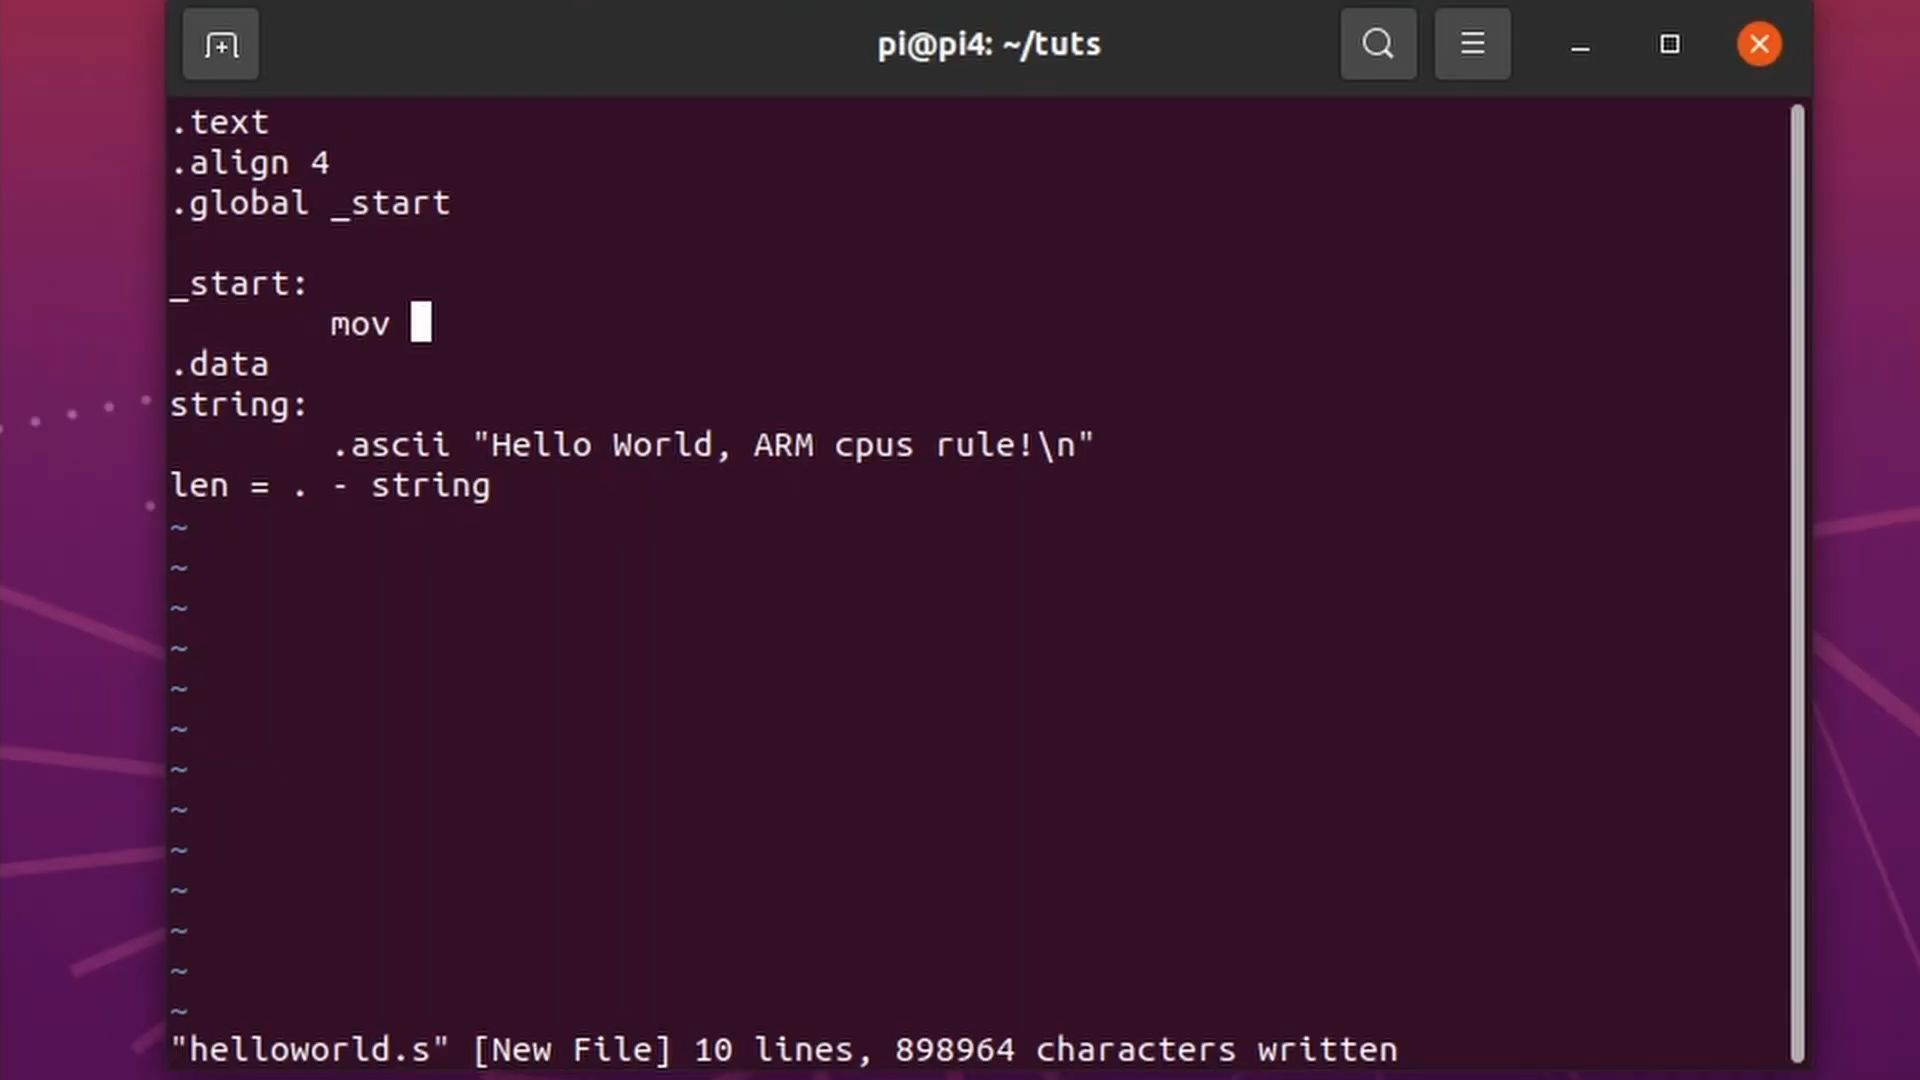 pi@pi4: ~/tuts
.text
.align 4
.global _start
_start:
mov
.data
string:
.ascii "Hello World, ARM cpus rule!\n"
len = . - string
~
~
~
~
~
~
~
~
~
~
~
~
~
"helloworld.s" [New File] 10 lines, 898964 characters written